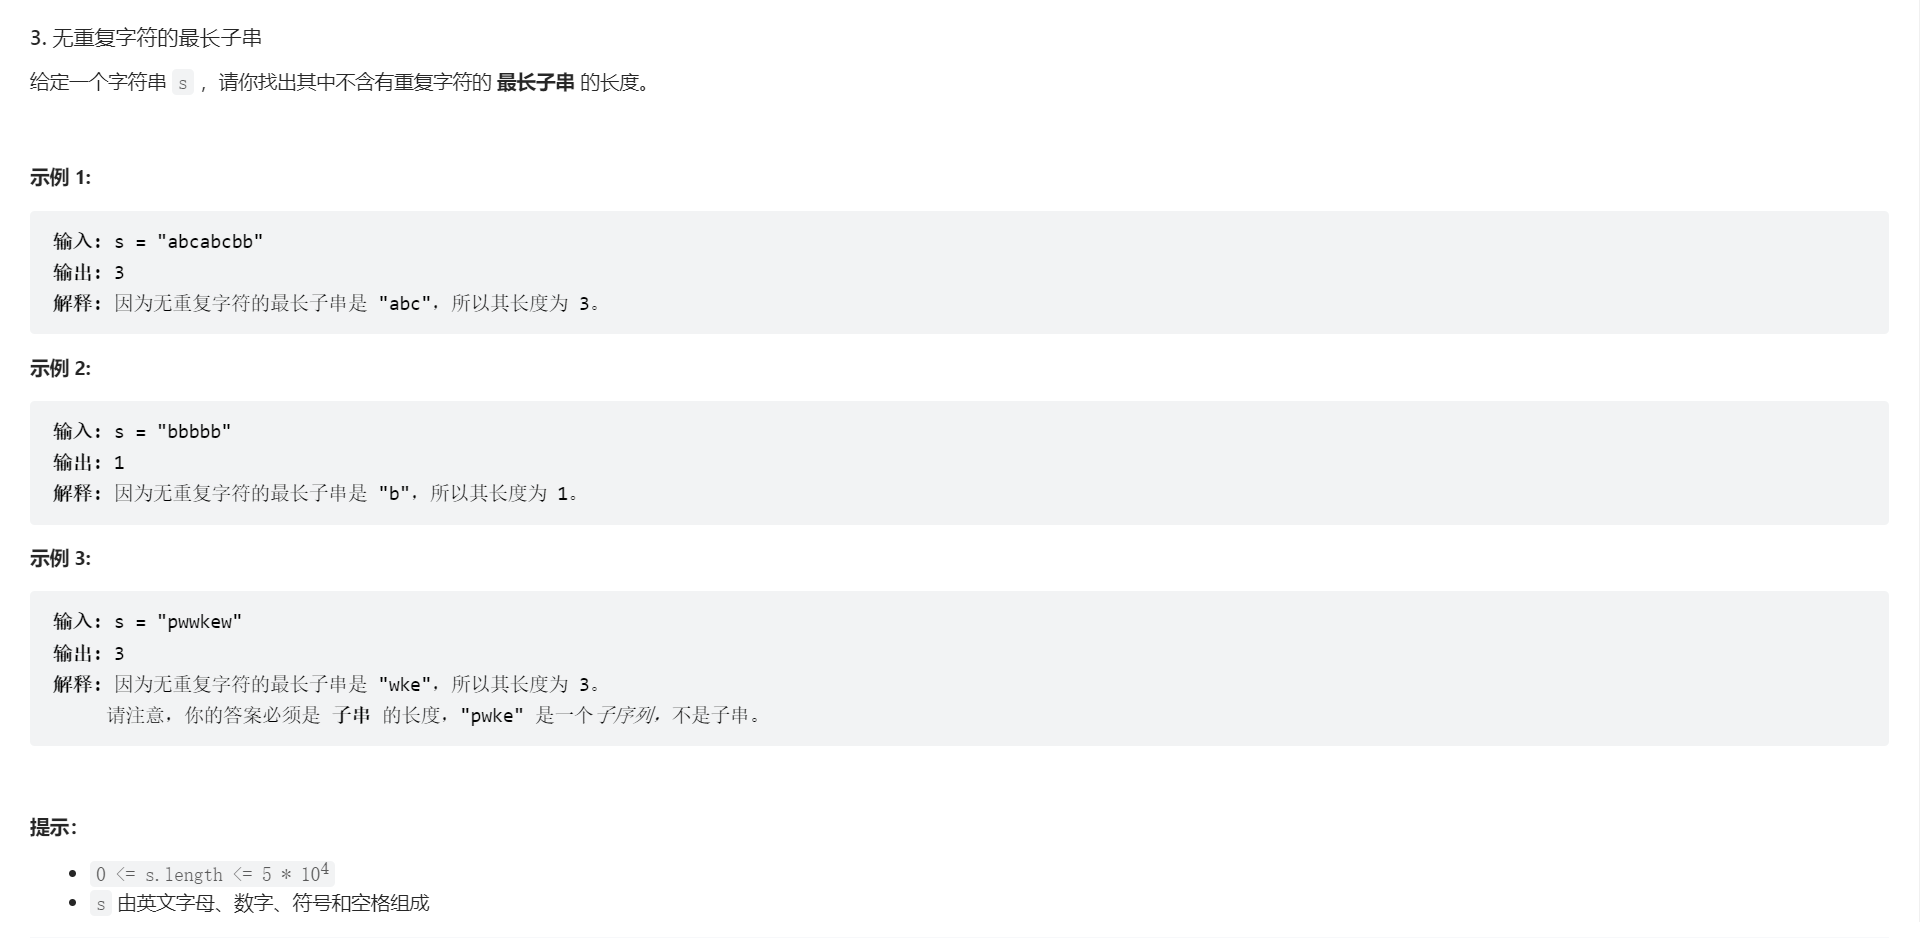 3. 无重复字符的最长子串
给定一个字符串 s ，请你找出其中不含有重复字符的 最长子串 的长度。
示例 1:
输入: s = "abcabcbb"
输出: 3
解释: 因为无重复字符的最长子串是 "abc"，所以其长度为 3。
示例 2:
输入: s = "bbbbb"
输出: 1
解释: 因为无重复字符的最长子串是 "b"，所以其长度为 1。
示例 3:
输入: s = "pwwkew"
输出: 3
解释: 因为无重复字符的最长子串是 "wke"，所以其长度为 3。
请注意，你的答案必须是 子串 的长度，"pwke" 是一个子序列，不是子串。
提示：
• 0 <= s.length <= 5 * 10⁴
• s 由英文字母、数字、符号和空格组成